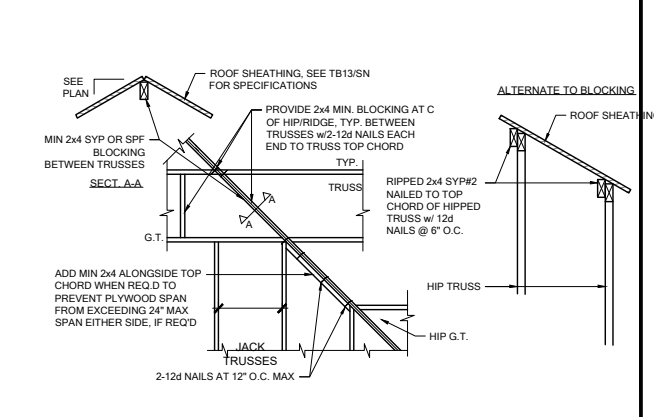 SEE
PLAN
ROOF SHEATHING, SEE TB13/SN
FOR SPECIFICATIONS
MIN 2x4 SYP OR SPF
BLOCKING
BETWEEN TRUSSES
SECT. A-A
PROVIDE 2x4 MIN. BLOCKING AT C
OF HIP/RIDGE, TYP. BETWEEN
TRUSSES w/2-12d NAILS EACH
END TO TRUSS TOP CHORD
TYP.
TRUSS
A
A
G.T.
ADD MIN 2x4 ALONGSIDE TOP
CHORD WHEN REQ.D TO
PREVENT PLYWOOD SPAN
FROM EXCEEDING 24" MAX
SPAN EITHER SIDE, IF REQ'D
JACK
TRUSSES
2-12d NAILS AT 12" O.C. MAX
HIP G.T.
ALTERNATE TO BLOCKING
ROOF SHEATHING
RIPPED 2x4 SYP#2
NAILED TO TOP
CHORD OF HIPPED
TRUSS w/ 12d
NAILS @ 6" O.C.
HIP TRUSS